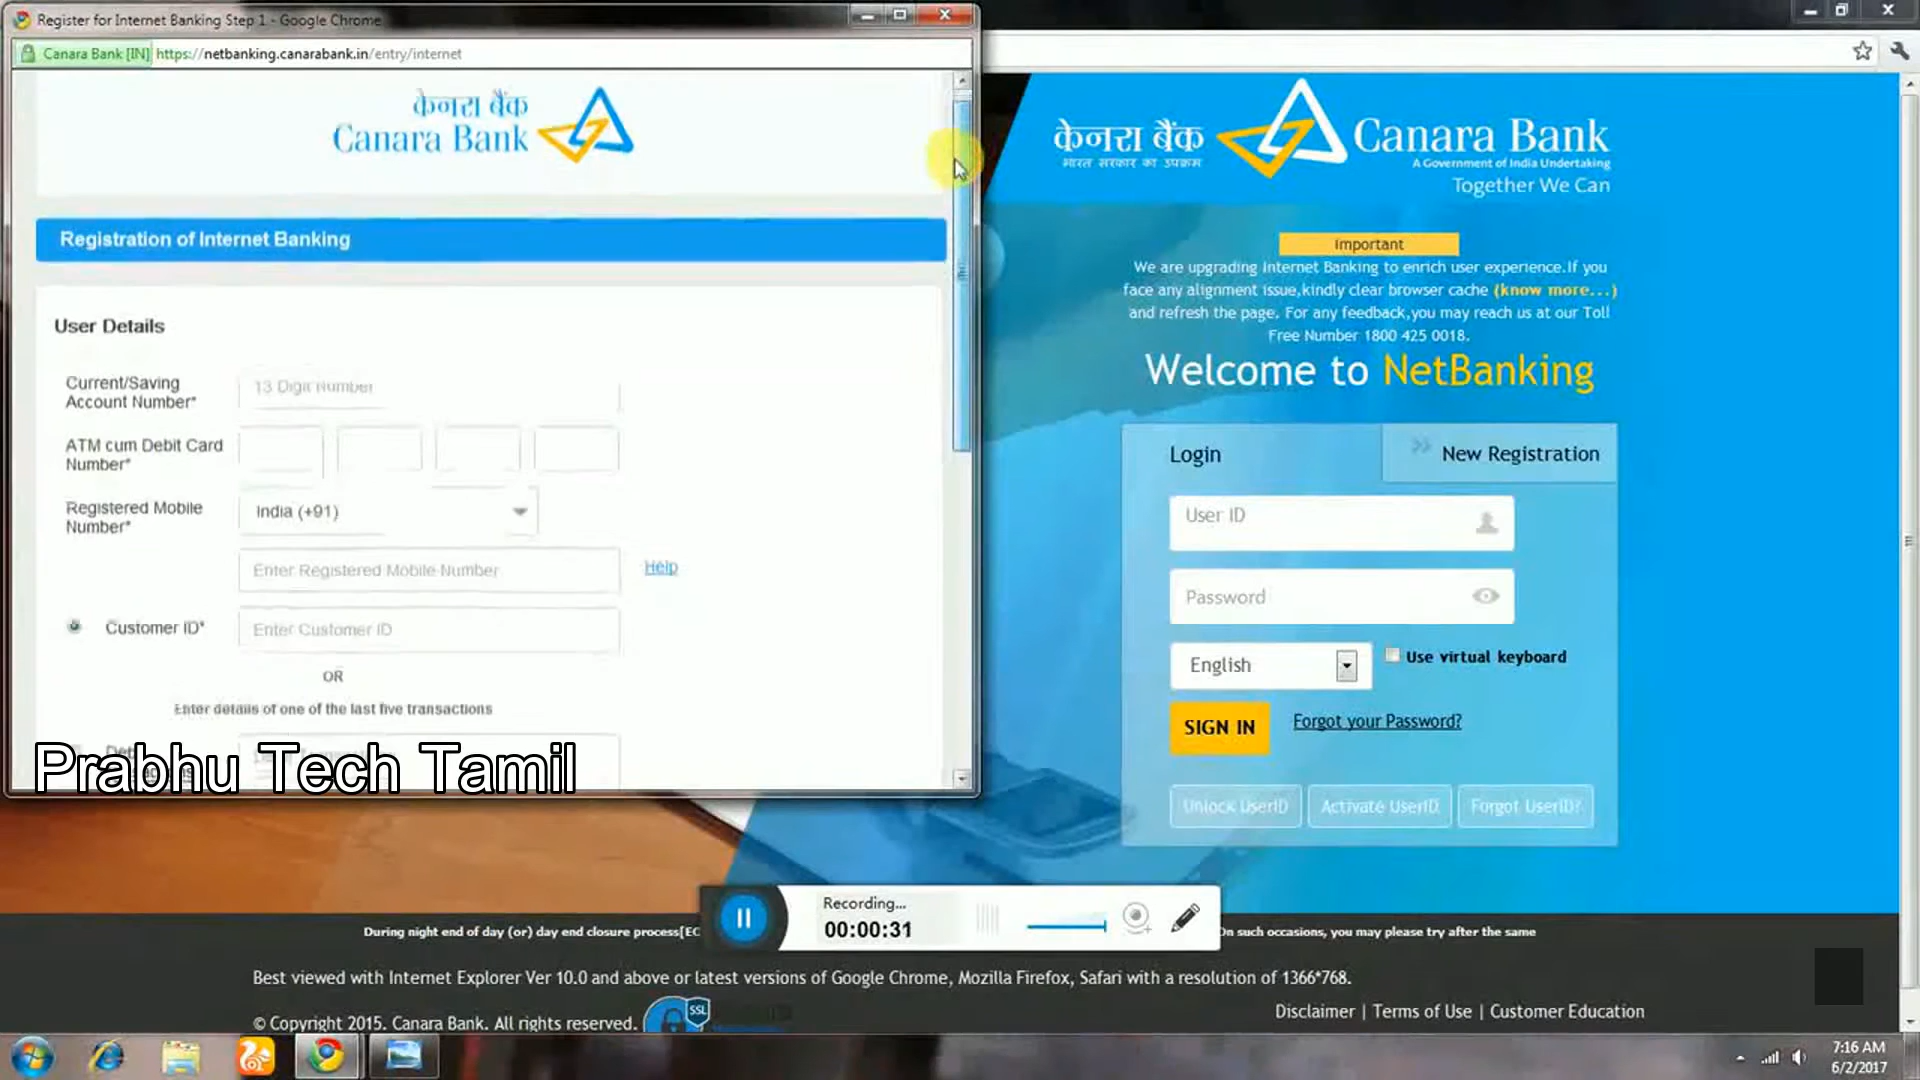 Register for Internet Banking Step 1 - Google Chrome
Canara Bank [IN] https://netbanking.canarabank.in/entry/internet
केनरा बैंक
Canara Bank
Registration of Internet Banking
User Details
Current/Saving
Account Number*
13 Digit Number
ATM cum Debit Card
Number*
Registered Mobile
Number*
India (+91)
Enter Registered Mobile Number
Help
Customer ID*
Enter Customer ID
OR
Enter details of one of the last five transactions
Prabhu Tech Tamil
केनरा बैंक
भारत सरकार का उपक्रम
Canara Bank
A Government of India Undertaking
Together We Can
Important
We are upgrading Internet Banking to enrich user experience.If you
face any alignment issue,kindly clear browser cache (know more...)
and refresh the page. For any feedback,you may reach us at our Toll
Free Number 1800 425 0018.
Welcome to NetBanking
Login
New Registration
User ID
Password
English
Use virtual keyboard
SIGN IN
Forgot your Password?
Unlock UserID
Activate UserID
Forgot UserID?
Recording...
00:00:31
During night end of day (or) day end closure process[EC
On such occasions, you may please try after the same
Best viewed with Internet Explorer Ver 10.0 and above or latest versions of Google Chrome, Mozilla Firefox, Safari with a resolution of 1366*768.
© Copyright 2015. Canara Bank. All rights reserved.
SSL
Disclaimer | Terms of Use | Customer Education
7:16 AM
6/2/2017